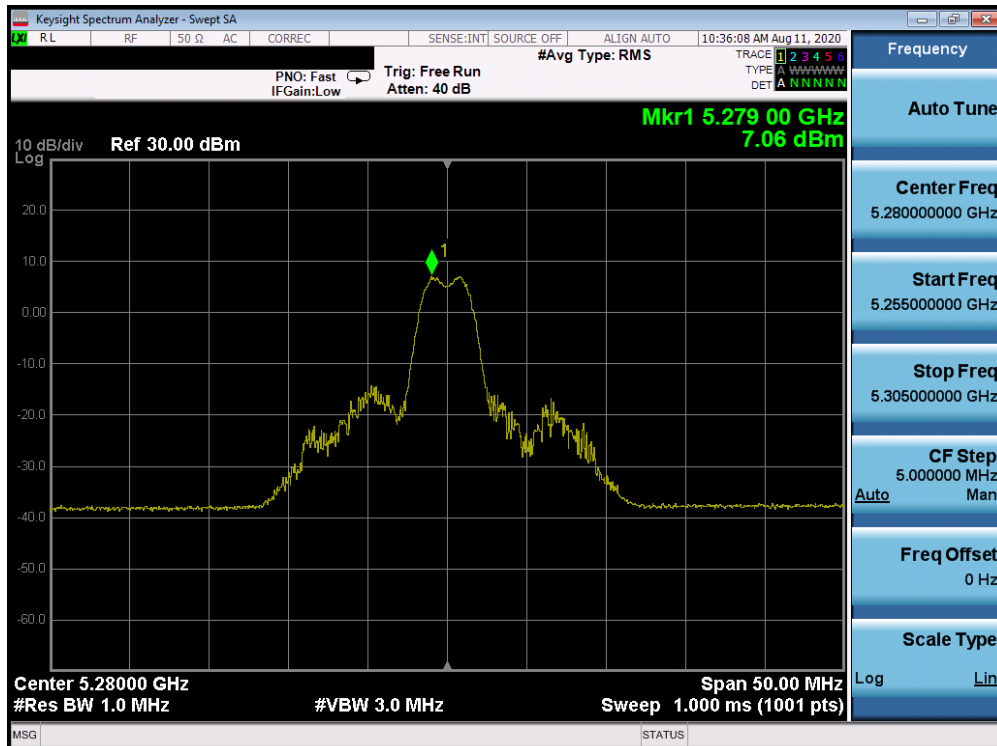 Keysight Spectrum Analyzer - Swept SA
LXI RL RF 50 Ω AC CORREC SENSE:INT SOURCE OFF ALIGN AUTO 10:36:08 AM Aug 11, 2020
Frequency
#Avg Type: RMS
TRACE 1 2 3 4 5 6
PNO: Fast Trig: Free Run TYPE A WWWWW
IFGain:Low Atten: 40 dB DET A N N N N N
Mkr1 5.279 00 GHz
7.06 dBm
10 dB/div Ref 30.00 dBm
Log
20.0
10.0
0.00
-10.0
-20.0
-30.0
-40.0
-50.0
-60.0
1
Center 5.28000 GHz Span 50.00 MHz
#Res BW 1.0 MHz #VBW 3.0 MHz Sweep 1.000 ms (1001 pts)
Auto Tune
Center Freq
5.280000000 GHz
Start Freq
5.255000000 GHz
Stop Freq
5.305000000 GHz
CF Step
5.000000 MHz
Auto Man
Freq Offset
0 Hz
Scale Type
Log Lin
MSG STATUS